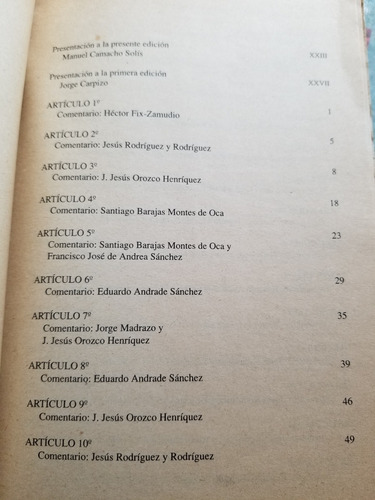 Presentación a la presente edición
Manuel Camacho Solís XXIII
Presentación a la primera edición
Jorge Carpizo XXVII
ARTÍCULO 1º
Comentario: Héctor Fix-Zamudio 1
ARTÍCULO 2º
Comentario: Jesús Rodríguez y Rodríguez 5
ARTÍCULO 3º
Comentario: J. Jesús Orozco Henríquez 8
ARTÍCULO 4º
Comentario: Santiago Barajas Montes de Oca 18
ARTÍCULO 5º
Comentario: Santiago Barajas Montes de Oca y 23
Francisco José de Andrea Sánchez
ARTÍCULO 6º
Comentario: Eduardo Andrade Sánchez 29
ARTÍCULO 7º
Comentario: Jorge Madrazo y 35
J. Jesús Orozco Henríquez
ARTÍCULO 8º
Comentario: Eduardo Andrade Sánchez 39
ARTÍCULO 9º
Comentario: J. Jesús Orozco Henríquez 46
ARTÍCULO 10º
Comentario: Jesús Rodríguez y Rodríguez 49